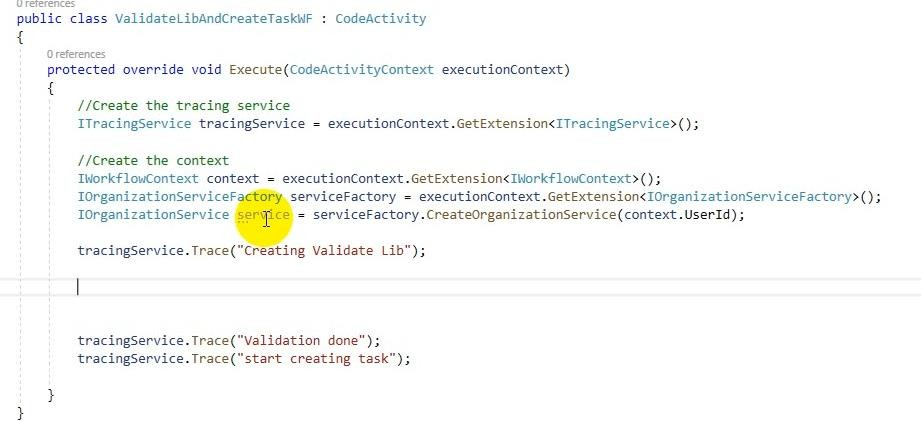 0 references
public class ValidateLibAndCreateTaskWF : CodeActivity
{
0 references
protected override void Execute(CodeActivityContext executionContext)
{
//Create the tracing service
ITracingService tracingService = executionContext.GetExtension<ITracingService>();
//Create the context
IWorkflowContext context = executionContext.GetExtension<IWorkflowContext>();
IOrganizationServiceFactory serviceFactory = executionContext.GetExtension<IOrganizationServiceFactory>();
IOrganizationService service = serviceFactory.CreateOrganizationService(context.UserId);
tracingService.Trace("Creating Validate Lib");
tracingService.Trace("Validation done");
tracingService.Trace("start creating task");
}
}